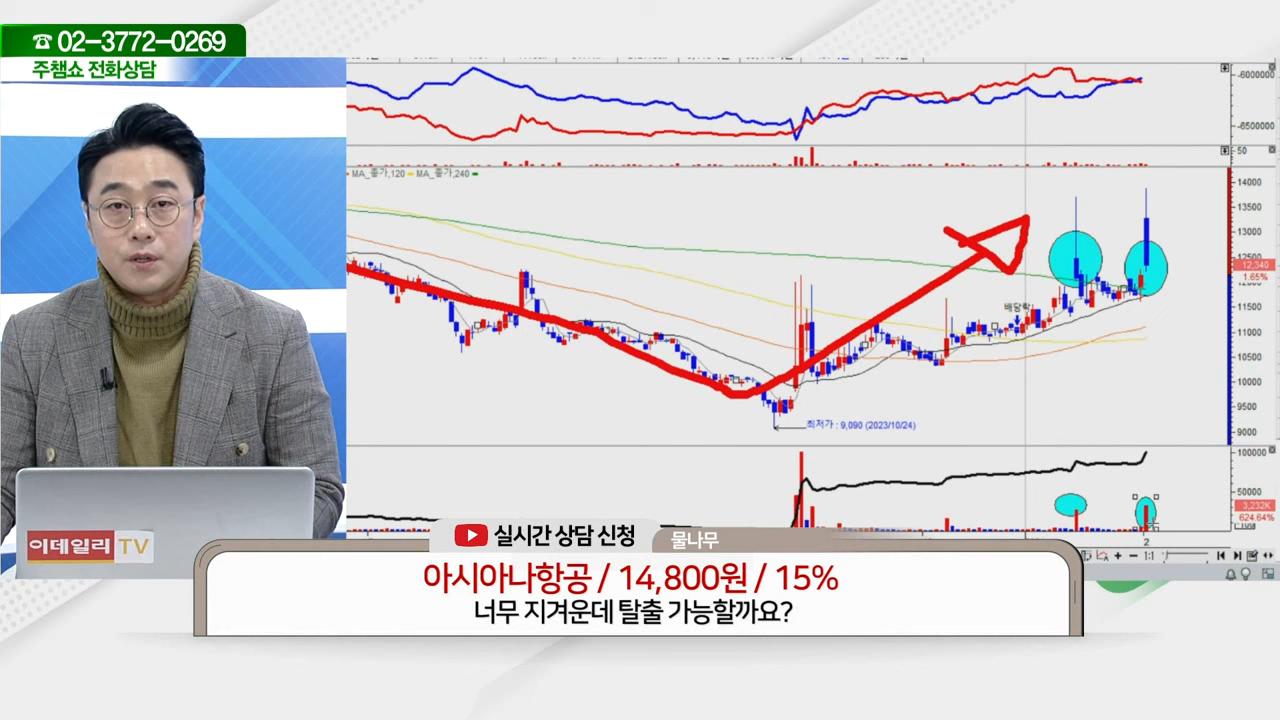 ☎ 02-3772-0269
주챔쇼 전화상담
-6000000
-6500000
50
MA_종가,120 MA_종가,240
14000
13500
13000
12500
12,340
1.65%
12000
11500
11000
10500
10000
9500
9000
배당락
최저가 : 9,090 (2023/10/24)
100000
50000
3,232K
624.64%
2
1:1
이데일리 TV
실시간 상담 신청
물나무
아시아나항공 / 14,800원 / 15%
너무 지겨운데 탈출 가능할까요?